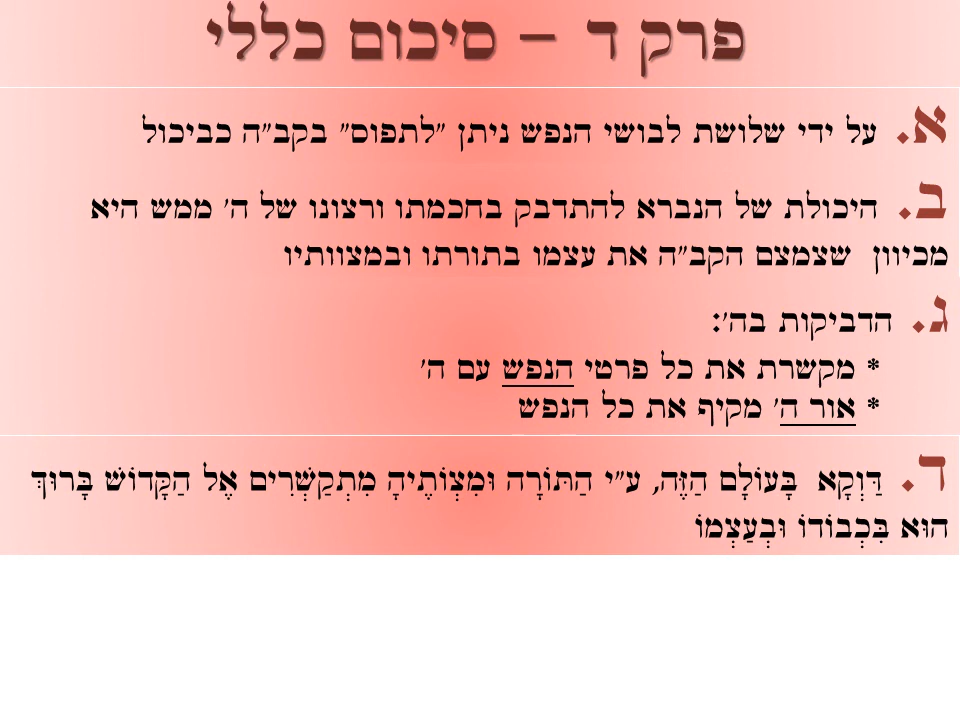 פרק ד – סיכום כללי
א. על ידי שלושת לבושי הנפש ניתן "לתפוס" בקב"ה כביכול
ב. היכולת של הנברא להתדבק בחכמתו ורצונו של ה' ממש היא
מכיוון שצמצם הקב"ה את עצמו בתורתו ובמצוותיו
ג. הדביקות בה':
* מקשרת את כל פרטי הנפש עם ה'
* אור ה' מקיף את כל הנפש
ד. דַּוְקָא בָּעוֹלָם הַזֶּה, ע"י הַתּוֹרָה וּמִצְוֹתֶיהָ מִתְקַשְּׁרִים אֶל הַקָּדוֹשׁ בָּרוּךְ
הוּא בִּכְבוֹדוֹ וּבְעַצְמוֹ